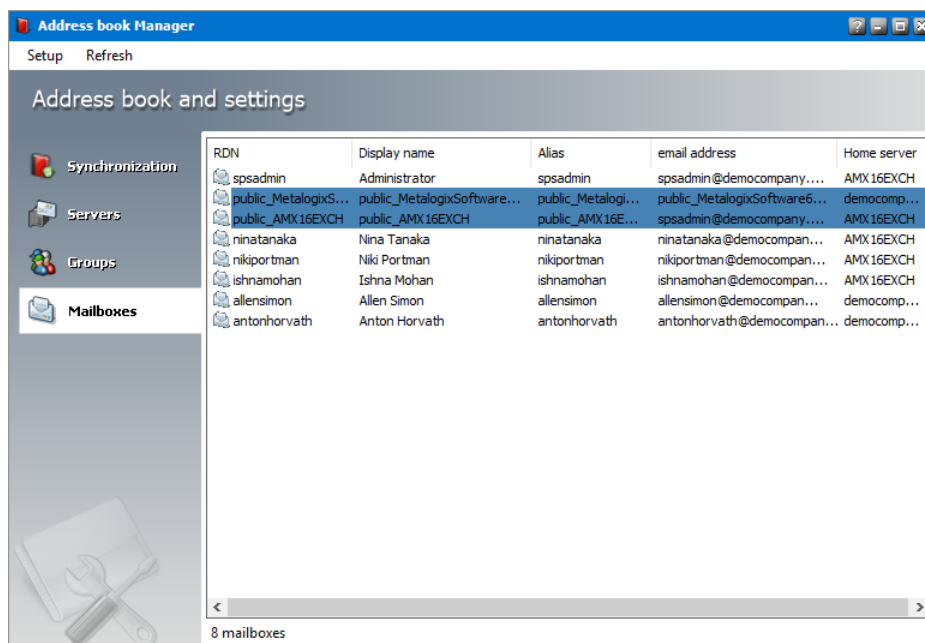 Address book Manager
Setup Refresh
Address book and settings
Synchronization
Servers
Groups
Mailboxes
RDN Display name Alias email address Home server
spsadmin Administrator spsadmin spsadmin@democompany.... AMX16EXCH
public_MetalogixS... public_MetalogixSoftware... public_Metalogi... public_MetalogixSoftware6... democomp...
public_AMX16EXCH public_AMX16EXCH public_AMX16E... spsadmin@democompany.... AMX16EXCH
ninatanaka Nina Tanaka ninatanaka ninatanaka@democompan... AMX16EXCH
nikiportman Niki Portman nikiportman nikiportman@democompan... AMX16EXCH
ishnamohan Ishna Mohan ishnamohan ishnamohan@democompan... AMX16EXCH
allensimon Allen Simon allensimon allensimon@democompan... democomp...
antonhorvath Anton Horvath antonhorvath antonhorvath@democompan... democomp...
8 mailboxes